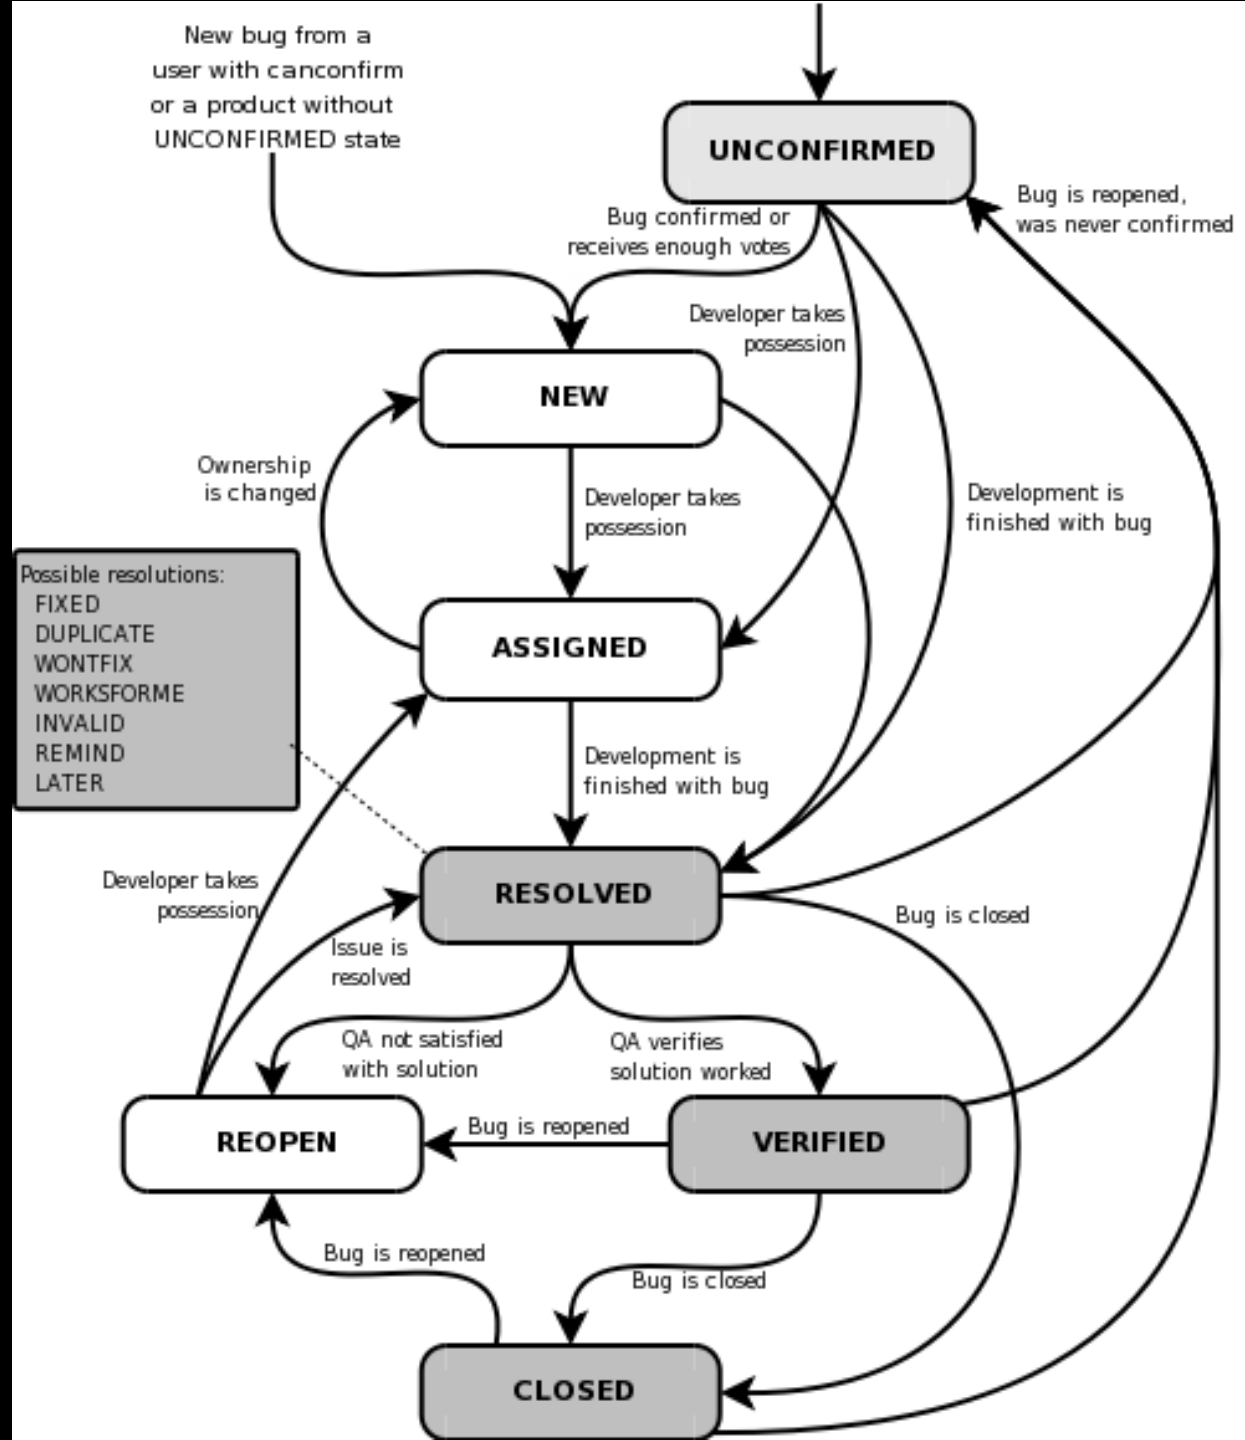 New bug from a
user with canconfirm
or a product without
UNCONFIRMED state
UNCONFIRMED
Bug is reopened,
was never confirmed
Bug confirmed or
receives enough votes
Developer takes
possession
NEW
Ownership
is changed
Developer takes
possession
Development is
finished with bug
Possible resolutions:
FIXED
DUPLICATE
WONTFIX
WORKSFORME
INVALID
REMIND
LATER
ASSIGNED
Development is
finished with bug
Developer takes
possession
RESOLVED
Bug is closed
Issue is
resolved
QA not satisfied
with solution
QA verifies
solution worked
REOPEN
Bug is reopened
VERIFIED
Bug is reopened
Bug is closed
CLOSED